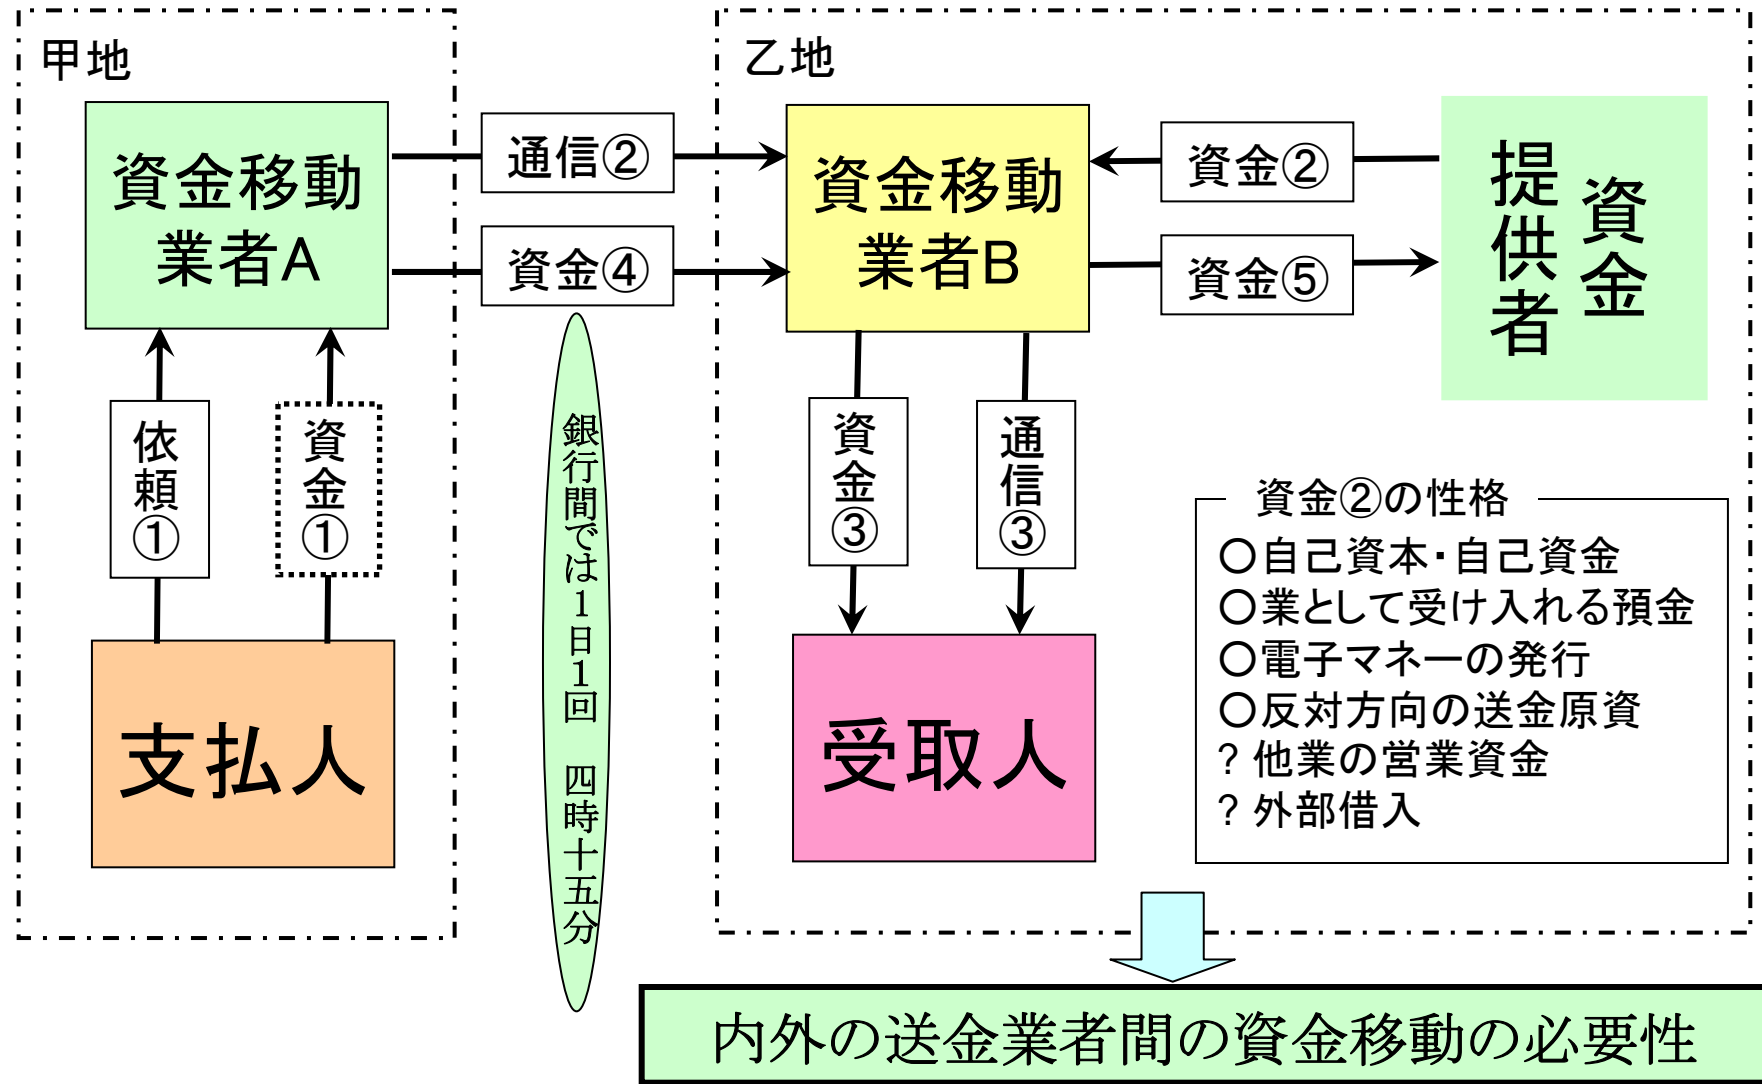 甲地
資金移動
業者A
依頼①
資金①
支払人
通信②
資金④
銀行間では1日1回　四時十五分
乙地
資金移動
業者B
資金②
資金⑤
資金
提供者
資金③
通信③
受取人
資金②の性格
○自己資本・自己資金
○業として受け入れる預金
○電子マネーの発行
○反対方向の送金原資
? 他業の営業資金
? 外部借入
内外の送金業者間の資金移動の必要性